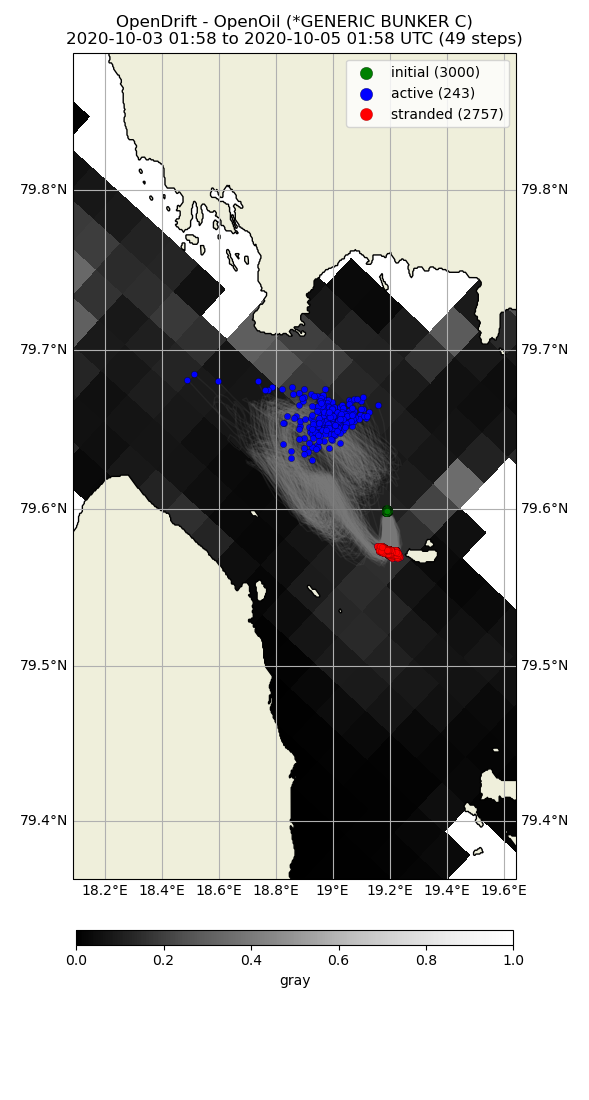 OpenDrift - OpenOil (*GENERIC BUNKER C)
2020-10-03 01:58 to 2020-10-05 01:58 UTC (49 steps)
initial (3000)
active (243)
stranded (2757)
79.8°N 79.8°N
79.7°N 79.7°N
79.6°N 79.6°N
79.5°N 79.5°N
79.4°N 79.4°N
18.2°E 18.4°E 18.6°E 18.8°E 19°E 19.2°E 19.4°E 19.6°E
0.0 0.2 0.4 0.6 0.8 1.0
gray